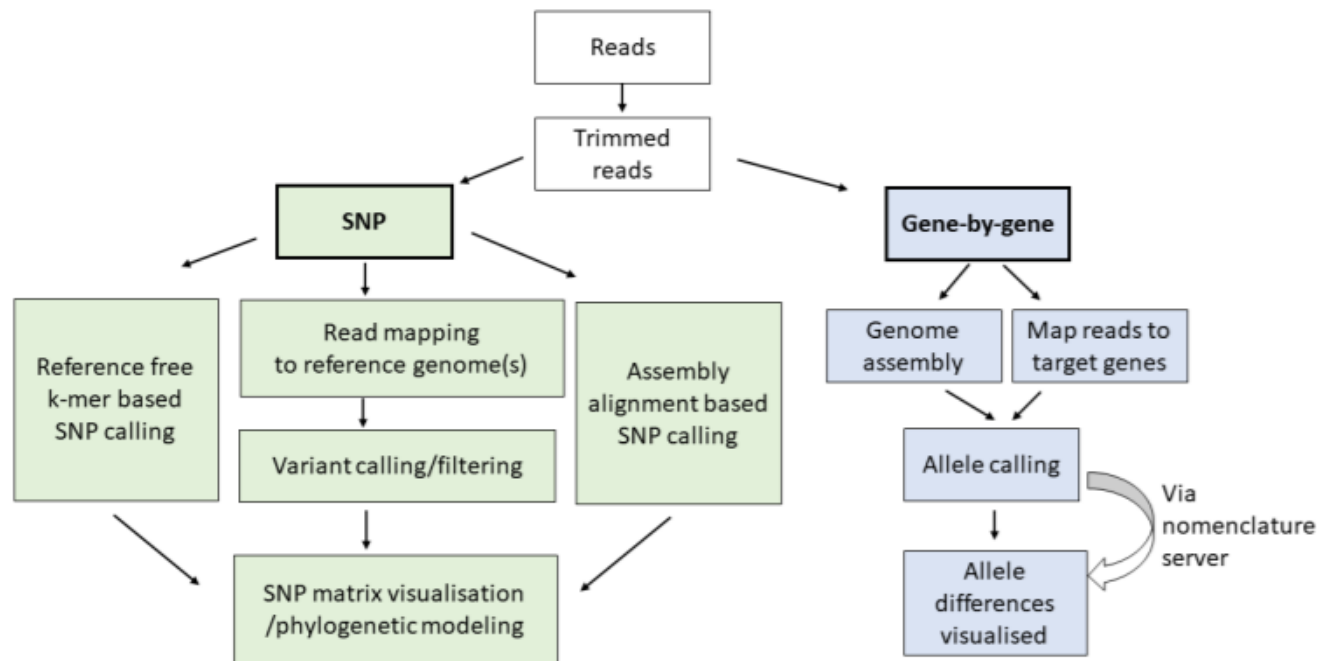 Reads
Trimmed
reads
SNP
Gene-by-gene
Reference free
k-mer based
SNP calling
Read mapping
to reference genome(s)
Variant calling/filtering
Assembly
alignment based
SNP calling
SNP matrix visualisation
/phylogenetic modeling
Genome
assembly
Map reads to
target genes
Allele calling
Via
nomenclature
server
Allele
differences
visualised